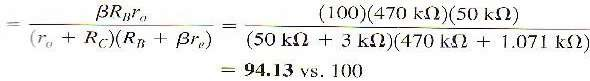 = βR_B r_o / (r_o + R_C)(R_B + βr_e) = (100)(470 kΩ)(50 kΩ) / (50 kΩ + 3 kΩ)(470 kΩ + 1.071 kΩ)
= 94.13 vs. 100